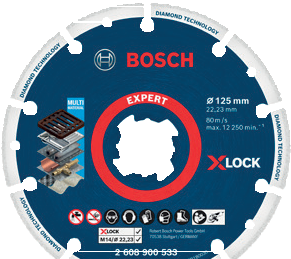 DIAMOND TECHNOLOGY
DIAMOND TECHNOLOGY
BOSCH
EXPERT
MULTI
MATERIAL
Ø 125 mm
22,23 mm
80 m/s
max. 12 250 min.⁻¹
X-LOCK
DIAMOND TECHNOLOGY
DIAMOND TECHNOLOGY
X-LOCK ✓
M14/Ø 22,23 ✓
Robert Bosch Power Tools GmbH
70538 Stuttgart / GERMANY
2 608 900 533
DIAMOND TECHNOLOGY
DIAMOND TECHNOLOGY